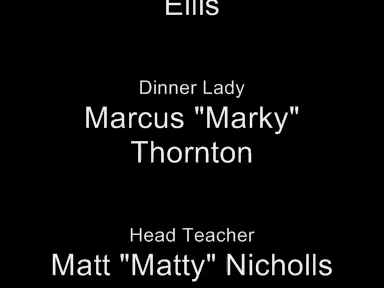 Ellis
Dinner Lady
Marcus "Marky"
Thornton
Head Teacher
Matt "Matty" Nicholls